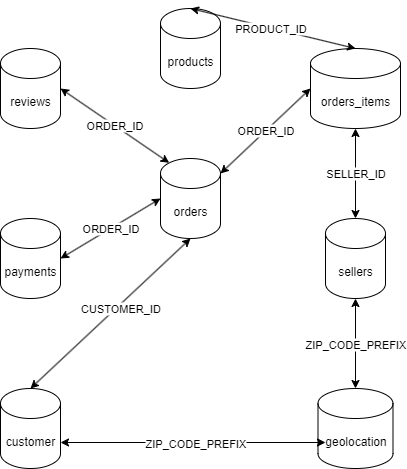 PRODUCT_ID
products
reviews
orders_items
ORDER_ID
ORDER_ID
SELLER_ID
orders
ORDER_ID
payments
sellers
CUSTOMER_ID
ZIP_CODE_PREFIX
customer
ZIP_CODE_PREFIX
geolocation